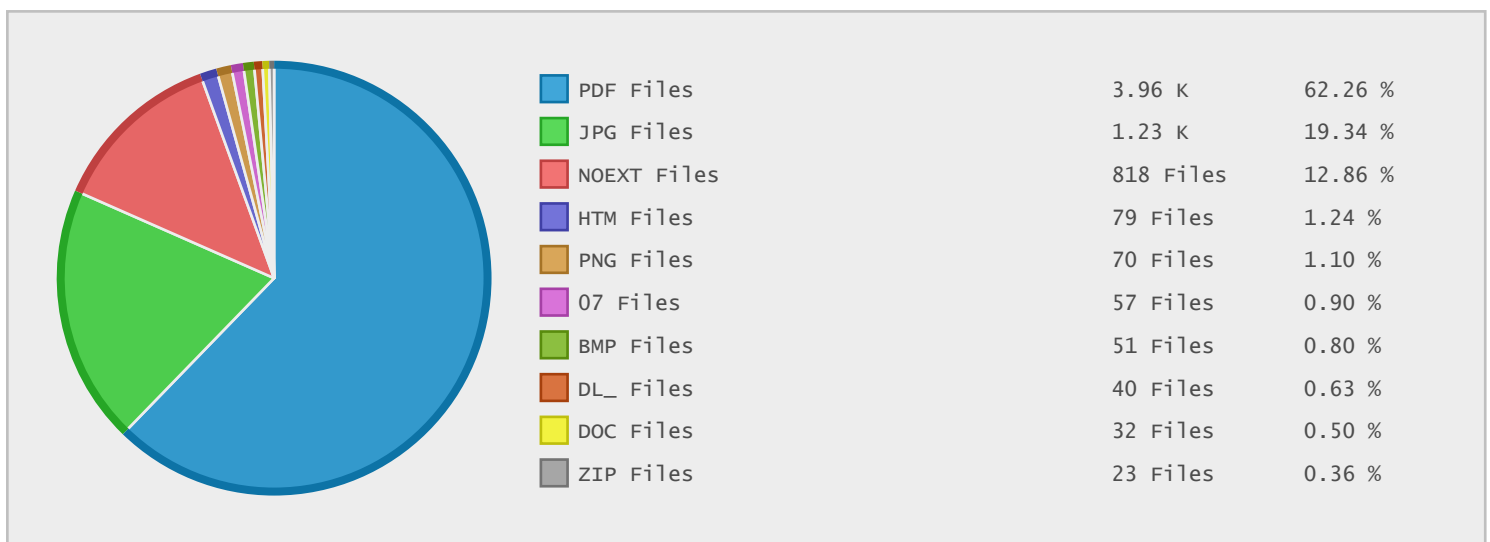 PDF Files 3.96 K 62.26 %
JPG Files 1.23 K 19.34 %
NOEXT Files 818 Files 12.86 %
HTM Files 79 Files 1.24 %
PNG Files 70 Files 1.10 %
07 Files 57 Files 0.90 %
BMP Files 51 Files 0.80 %
DL_ Files 40 Files 0.63 %
DOC Files 32 Files 0.50 %
ZIP Files 23 Files 0.36 %